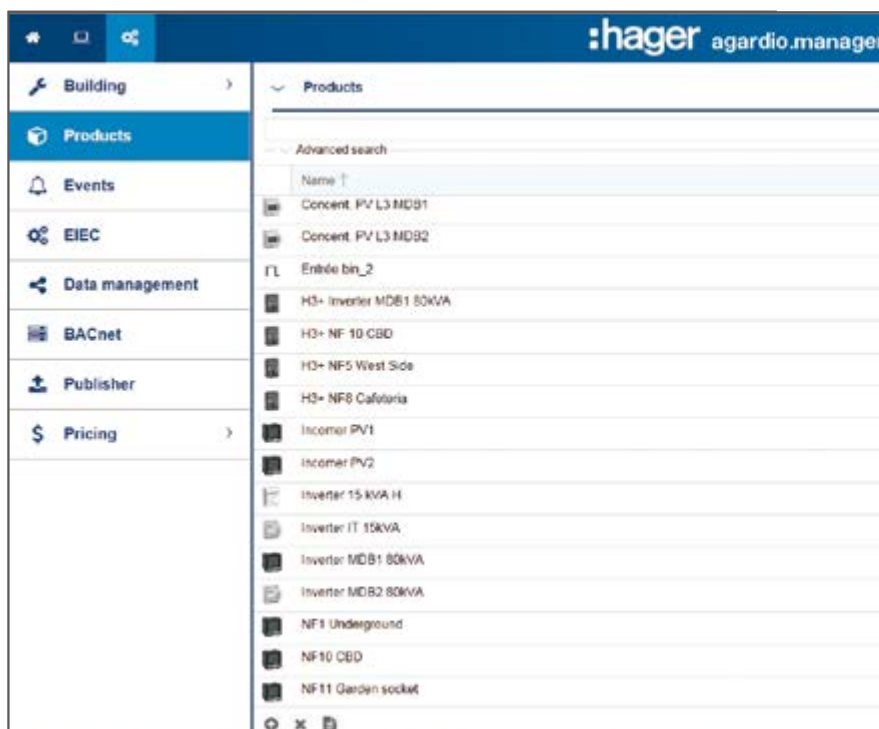 :hager agardio.manager
Building
Products
Events
EIEC
Data management
BACnet
Publisher
Pricing
Products
Advanced search
Name ↑
Concent. PV L3 MDB1
Concent. PV L3 MDB2
Entrée bin_2
H3+ Inverter MDB1 80kVA
H3+ NF 10 CBD
H3+ NF5 West Side
H3+ NF8 Cafeteria
Incomer PV1
Incomer PV2
Inverter 15 kVA H
Inverter IT 15kVA
Inverter MDB1 80kVA
Inverter MDB2 80kVA
NF1 Underground
NF10 CBD
NF11 Garden socket